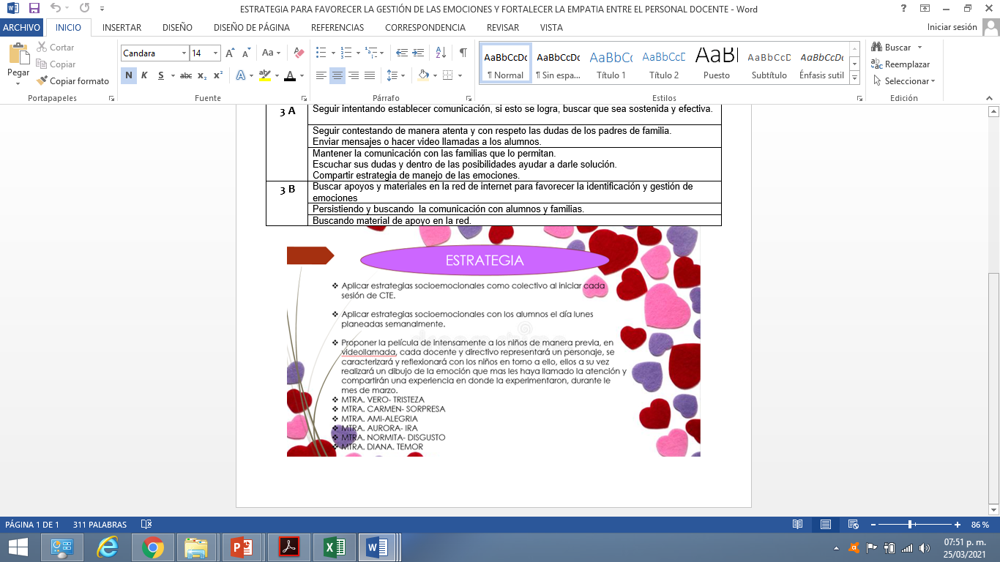 ESTRATEGIA PARA FAVORECER LA GESTIÓN DE LAS EMOCIONES Y FORTALECER LA EMPATIA ENTRE EL PERSONAL DOCENTE - Word
ARCHIVO INICIO INSERTAR DISEÑO DISEÑO DE PÁGINA REFERENCIAS CORRESPONDENCIA REVISAR VISTA Iniciar sesión
Pegar
Cortar
Copiar
Copiar formato
Portapapeles
Candara 14
N K S abc x₂ x²
Fuente
Párrafo
AaBbCcDc AaBbCcDc AaBbCc AaBbCcD AaBl AaBbCcD AaBbCcDc
¶ Normal ¶ Sin espa... Título 1 Título 2 Puesto Subtítulo Énfasis sutil
Estilos
Buscar
Reemplazar
Seleccionar
Edición
3 A
Seguir intentando establecer comunicación, si esto se logra, buscar que sea sostenida y efectiva.
Seguir contestando de manera atenta y con respeto las dudas de los padres de familia.
Enviar mensajes o hacer video llamadas a los alumnos.
Mantener la comunicación con las familias que lo permitan.
Escuchar sus dudas y dentro de las posibilidades ayudar a darle solución.
Compartir estrategia de manejo de las emociones.
3 B
Buscar apoyos y materiales en la red de internet para favorecer la identificación y gestión de
emociones
Persistiendo y buscando la comunicación con alumnos y familias.
Buscando material de apoyo en la red.
ESTRATEGIA
❖ Aplicar estrategias socioemocionales como colectivo al iniciar cada
sesión de CTE.
❖ Aplicar estrategias socioemocionales con los alumnos el día lunes
planeadas semanalmente.
❖ Proponer la película de intensamente a los niños de manera previa, en
videollamada, cada docente y directivo representará un personaje, se
caracterizará y reflexionará con los niños en torno a ello, ellos a su vez
realizará un dibujo de la emoción que mas les haya llamado la atención y
compartirán una experiencia en donde la experimentaron, durante le
mes de marzo.
❖ MTRA. VERO- TRISTEZA
❖ MTRA. CARMEN- SORPRESA
❖ MTRA. AMI-ALEGRIA
❖ MTRA. AURORA- IRA
❖ MTRA. NORMITA- DISGUSTO
❖ MTRA. DIANA. TEMOR
PÁGINA 1 DE 1 311 PALABRAS 86 %
07:51 p. m.
25/03/2021